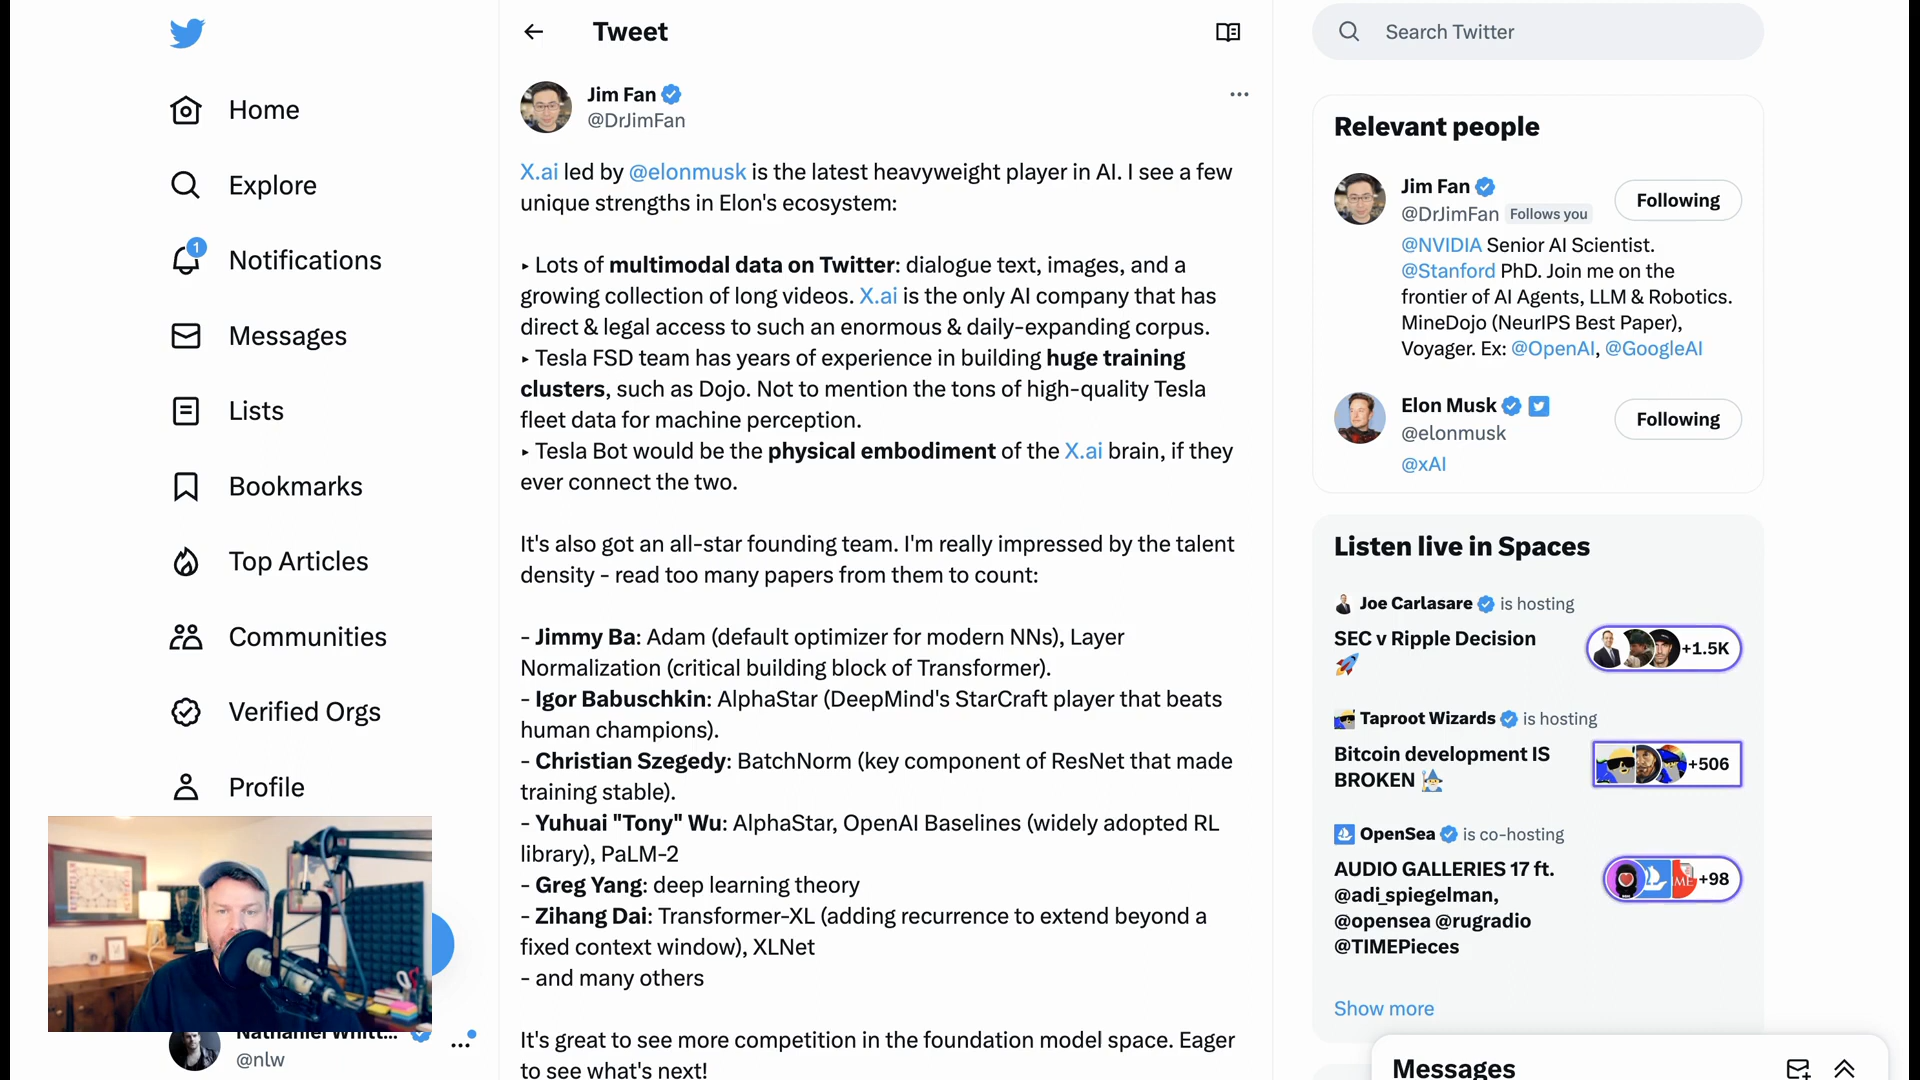 Home
Explore
1
Notifications
Messages
Lists
Bookmarks
Top Articles
Communities
Verified Orgs
Profile
@nlw
Tweet
Jim Fan
@DrJimFan
X.ai led by @elonmusk is the latest heavyweight player in AI. I see a few
unique strengths in Elon's ecosystem:
‣ Lots of multimodal data on Twitter: dialogue text, images, and a
growing collection of long videos. X.ai is the only AI company that has
direct & legal access to such an enormous & daily-expanding corpus.
‣ Tesla FSD team has years of experience in building huge training
clusters, such as Dojo. Not to mention the tons of high-quality Tesla
fleet data for machine perception.
‣ Tesla Bot would be the physical embodiment of the X.ai brain, if they
ever connect the two.
It's also got an all-star founding team. I'm really impressed by the talent
density - read too many papers from them to count:
- Jimmy Ba: Adam (default optimizer for modern NNs), Layer
Normalization (critical building block of Transformer).
- Igor Babuschkin: AlphaStar (DeepMind's StarCraft player that beats
human champions).
- Christian Szegedy: BatchNorm (key component of ResNet that made
training stable).
- Yuhuai "Tony" Wu: AlphaStar, OpenAI Baselines (widely adopted RL
library), PaLM-2
- Greg Yang: deep learning theory
- Zihang Dai: Transformer-XL (adding recurrence to extend beyond a
fixed context window), XLNet
- and many others
It's great to see more competition in the foundation model space. Eager
to see what's next!
Search Twitter
Relevant people
Jim Fan
Following
@DrJimFan Follows you
@NVIDIA Senior AI Scientist.
@Stanford PhD. Join me on the
frontier of AI Agents, LLM & Robotics.
MineDojo (NeurIPS Best Paper),
Voyager. Ex: @OpenAI, @GoogleAI
Elon Musk
Following
@elonmusk
@xAI
Listen live in Spaces
Joe Carlasare is hosting
SEC v Ripple Decision
+1.5K
Taproot Wizards is hosting
Bitcoin development IS
BROKEN
+506
OpenSea is co-hosting
AUDIO GALLERIES 17 ft.
@adi_spiegelman,
@opensea @rugradio
@TIMEPieces
ME
+98
Show more
Messages